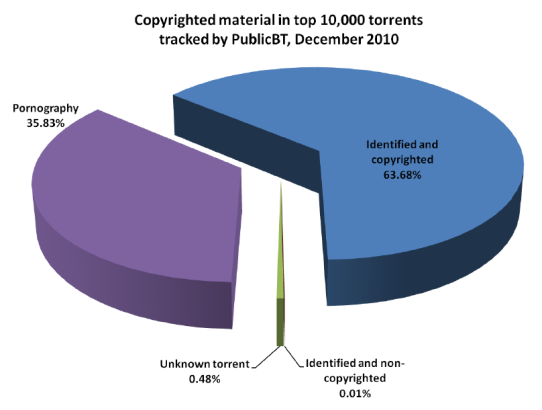 Copyrighted material in top 10,000 torrents
tracked by PublicBT, December 2010
Pornography
35.83%
Identified and
copyrighted
63.68%
Unknown torrent
0.48%
Identified and non-
copyrighted
0.01%